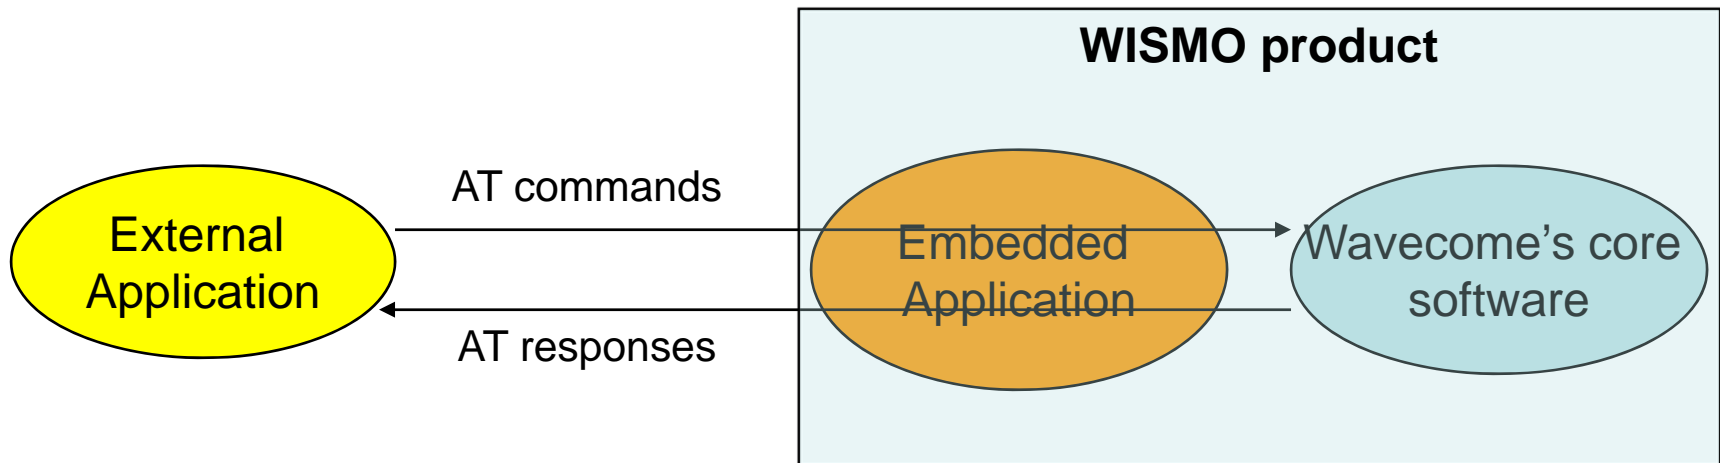 WISMO product
AT commands
External
Application
Embedded
Application
Wavecome's core
software
AT responses